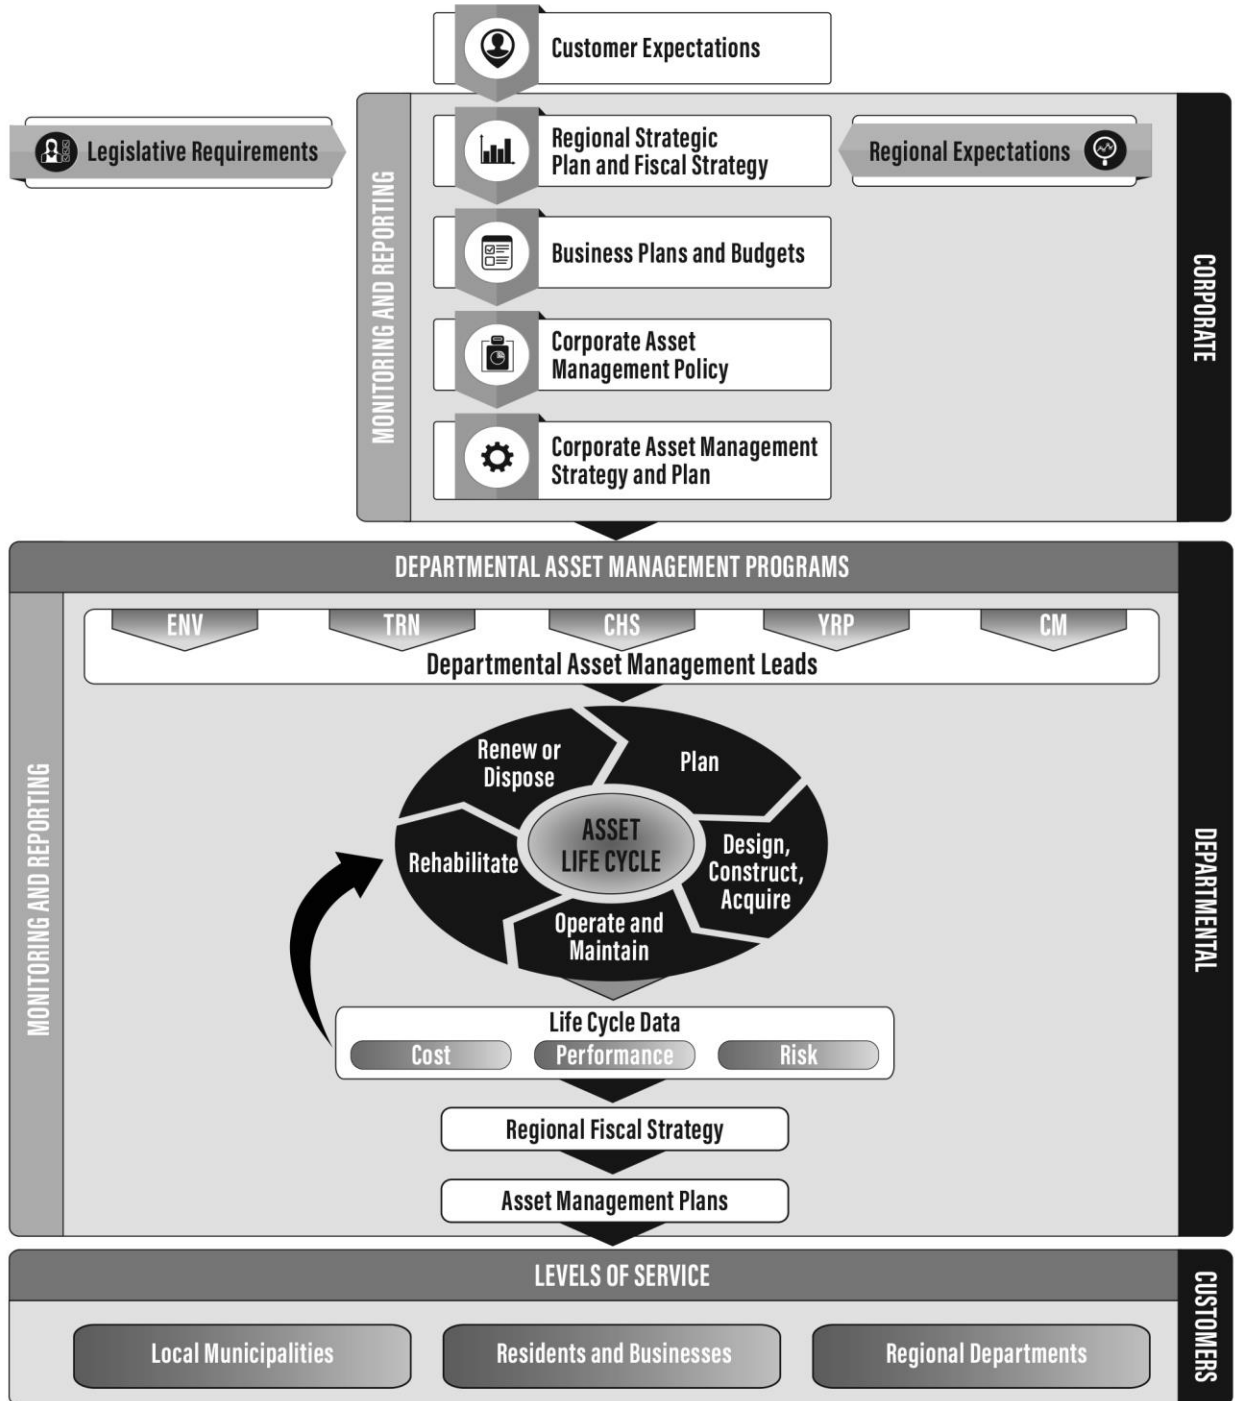 Customer Expectations
Legislative Requirements
Regional Strategic
Plan and Fiscal Strategy
Regional Expectations
MONITORING AND REPORTING
Business Plans and Budgets
CORPORATE
Corporate Asset
Management Policy
Corporate Asset Management
Strategy and Plan
DEPARTMENTAL ASSET MANAGEMENT PROGRAMS
ENV TRN CHS YRP CM
Departmental Asset Management Leads
MONITORING AND REPORTING
DEPARTMENTAL
Renew or
Dispose
Plan
ASSET
LIFE CYCLE
Rehabilitate
Design,
Construct,
Acquire
Operate and
Maintain
Life Cycle Data
Cost Performance Risk
Regional Fiscal Strategy
Asset Management Plans
LEVELS OF SERVICE
CUSTOMERS
Local Municipalities
Residents and Businesses
Regional Departments